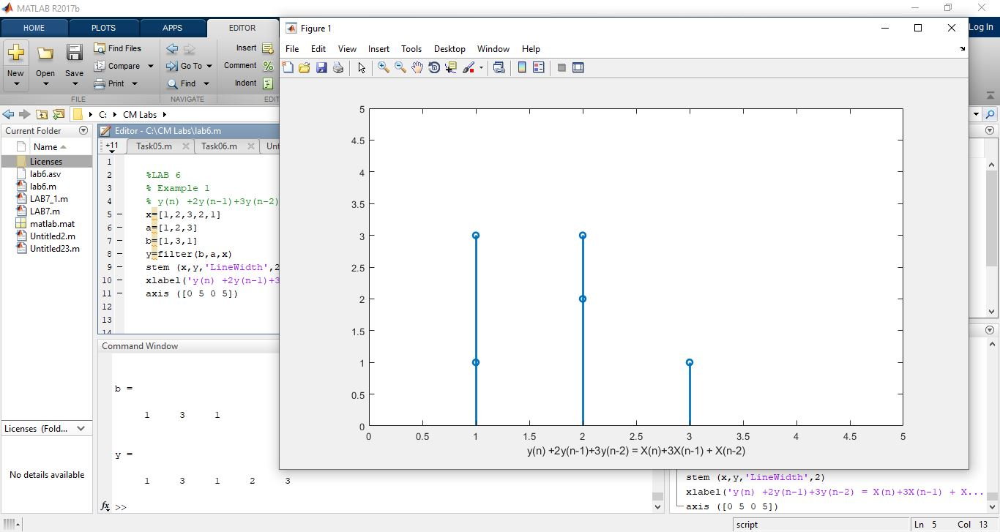 MATLAB R2017b
HOME PLOTS APPS EDITOR
Log In
New Open Save
Find Files
Compare
Print
Go To
Find
Insert
Comment
Indent
FILE NAVIGATE EDIT
C: CM Labs
Current Folder
Name
Licenses
lab6.asv
lab6.m
LAB7_1.m
LAB7.m
matlab.mat
Untitled2.m
Untitled23.m
Licenses (Fold...
No details available
Editor - C:\CM Labs\lab6.m
+11 Task05.m Task06.m Unt
1
2 %LAB 6
3 % Example 1
4 % y(n) +2y(n-1)+3y(n-2)
5 – x=[1,2,3,2,1]
6 – a=[1,2,3]
7 – b=[1,3,1]
8 – y=filter(b,a,x)
9 – stem (x,y,'LineWidth',2
10 – xlabel('y(n) +2y(n-1)+3
11 – axis ([0 5 0 5])
12
13
14
Command Window
b =
1 3 1
y =
1 3 1 2 3
fx >>
Figure 1
File Edit View Insert Tools Desktop Window Help
5
4.5
4
3.5
3
2.5
2
1.5
1
0.5
0
0 0.5 1 1.5 2 2.5 3 3.5 4 4.5 5
y(n) +2y(n-1)+3y(n-2) = X(n)+3X(n-1) + X(n-2)
stem (x,y,'LineWidth',2)
xlabel('y(n) +2y(n-1)+3y(n-2) = X(n)+3X(n-1) + X...
axis ([0 5 0 5])
script Ln 5 Col 13